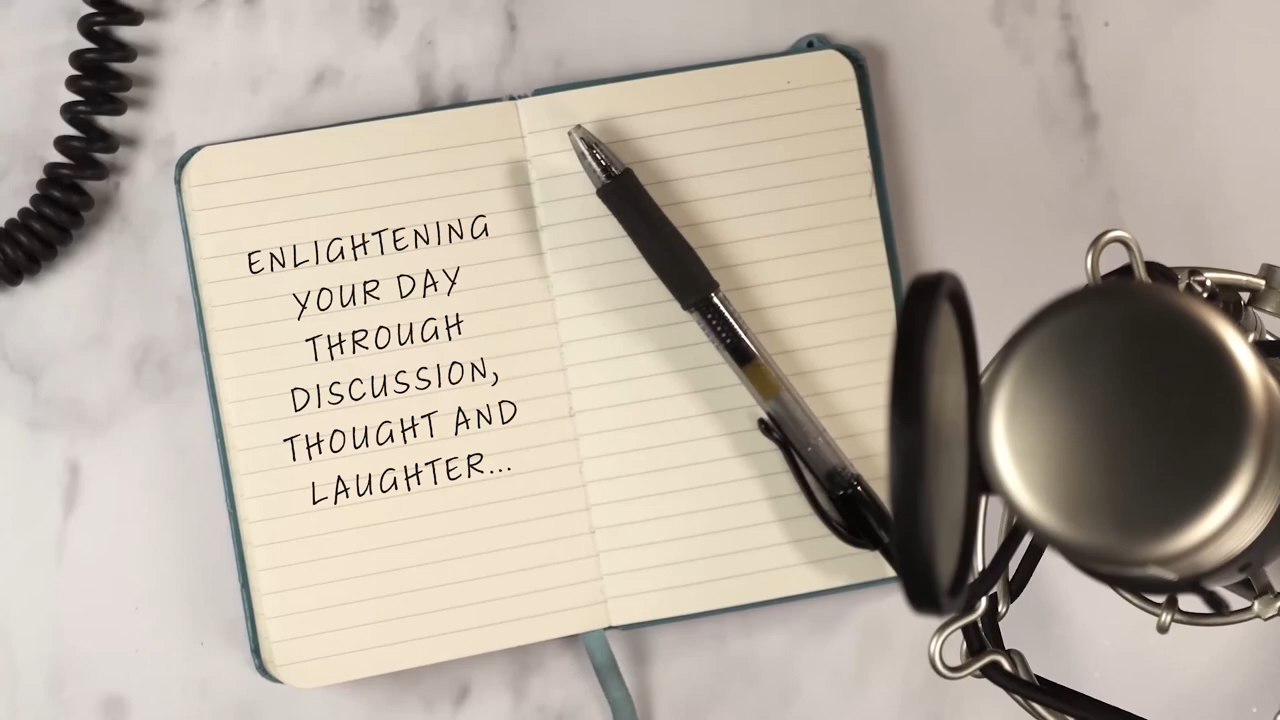 ENLIGHTENING
YOUR DAY
THROUGH
DISCUSSION,
THOUGHT AND
LAUGHTER...